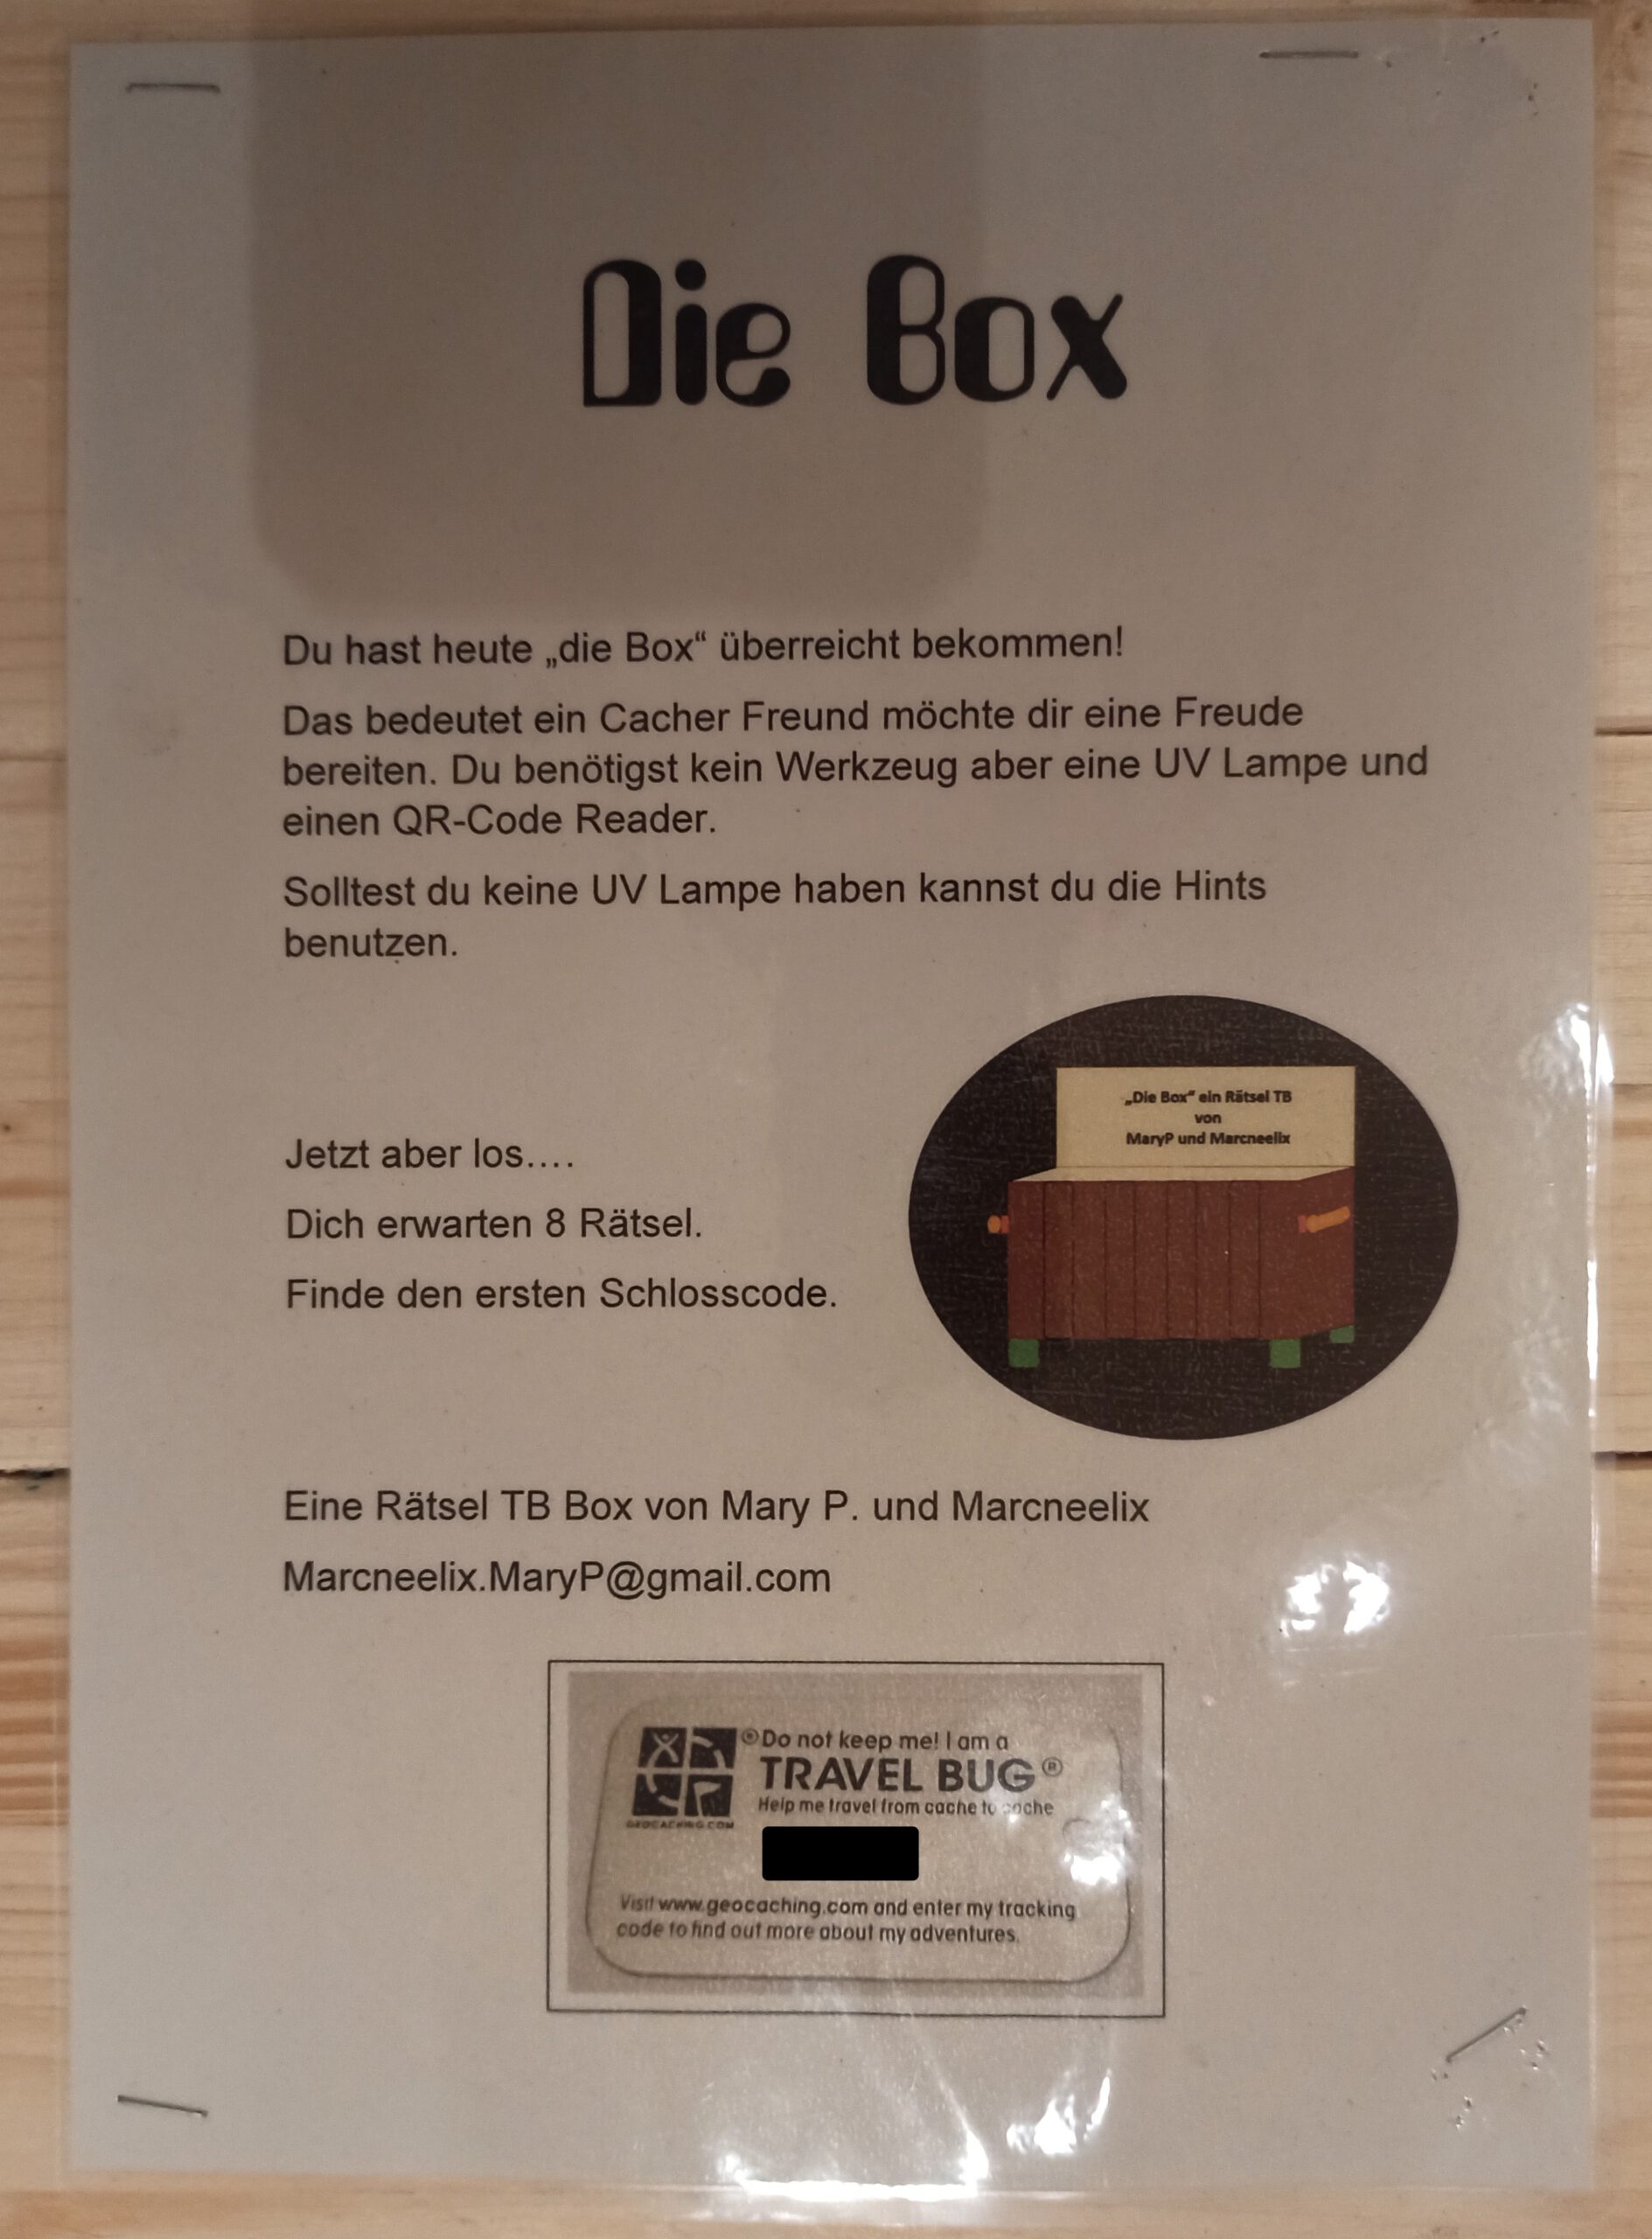 Die Box
Du hast heute „die Box“ überreicht bekommen!
Das bedeutet ein Cacher Freund möchte dir eine Freude
bereiten. Du benötigst kein Werkzeug aber eine UV Lampe und
einen QR-Code Reader.
Solltest du keine UV Lampe haben kannst du die Hints
benutzen.
„Die Box“ ein Rätsel TB
von
MaryP und Marcneelix
Jetzt aber los....
Dich erwarten 8 Rätsel.
Finde den ersten Schlosscode.
Eine Rätsel TB Box von Mary P. und Marcneelix
Marcneelix.MaryP@gmail.com
®Do not keep me! I am a
TRAVEL BUG®
Help me travel from cache to cache
GEOCACHING.COM
Visit www.geocaching.com and enter my tracking
code to find out more about my adventures.